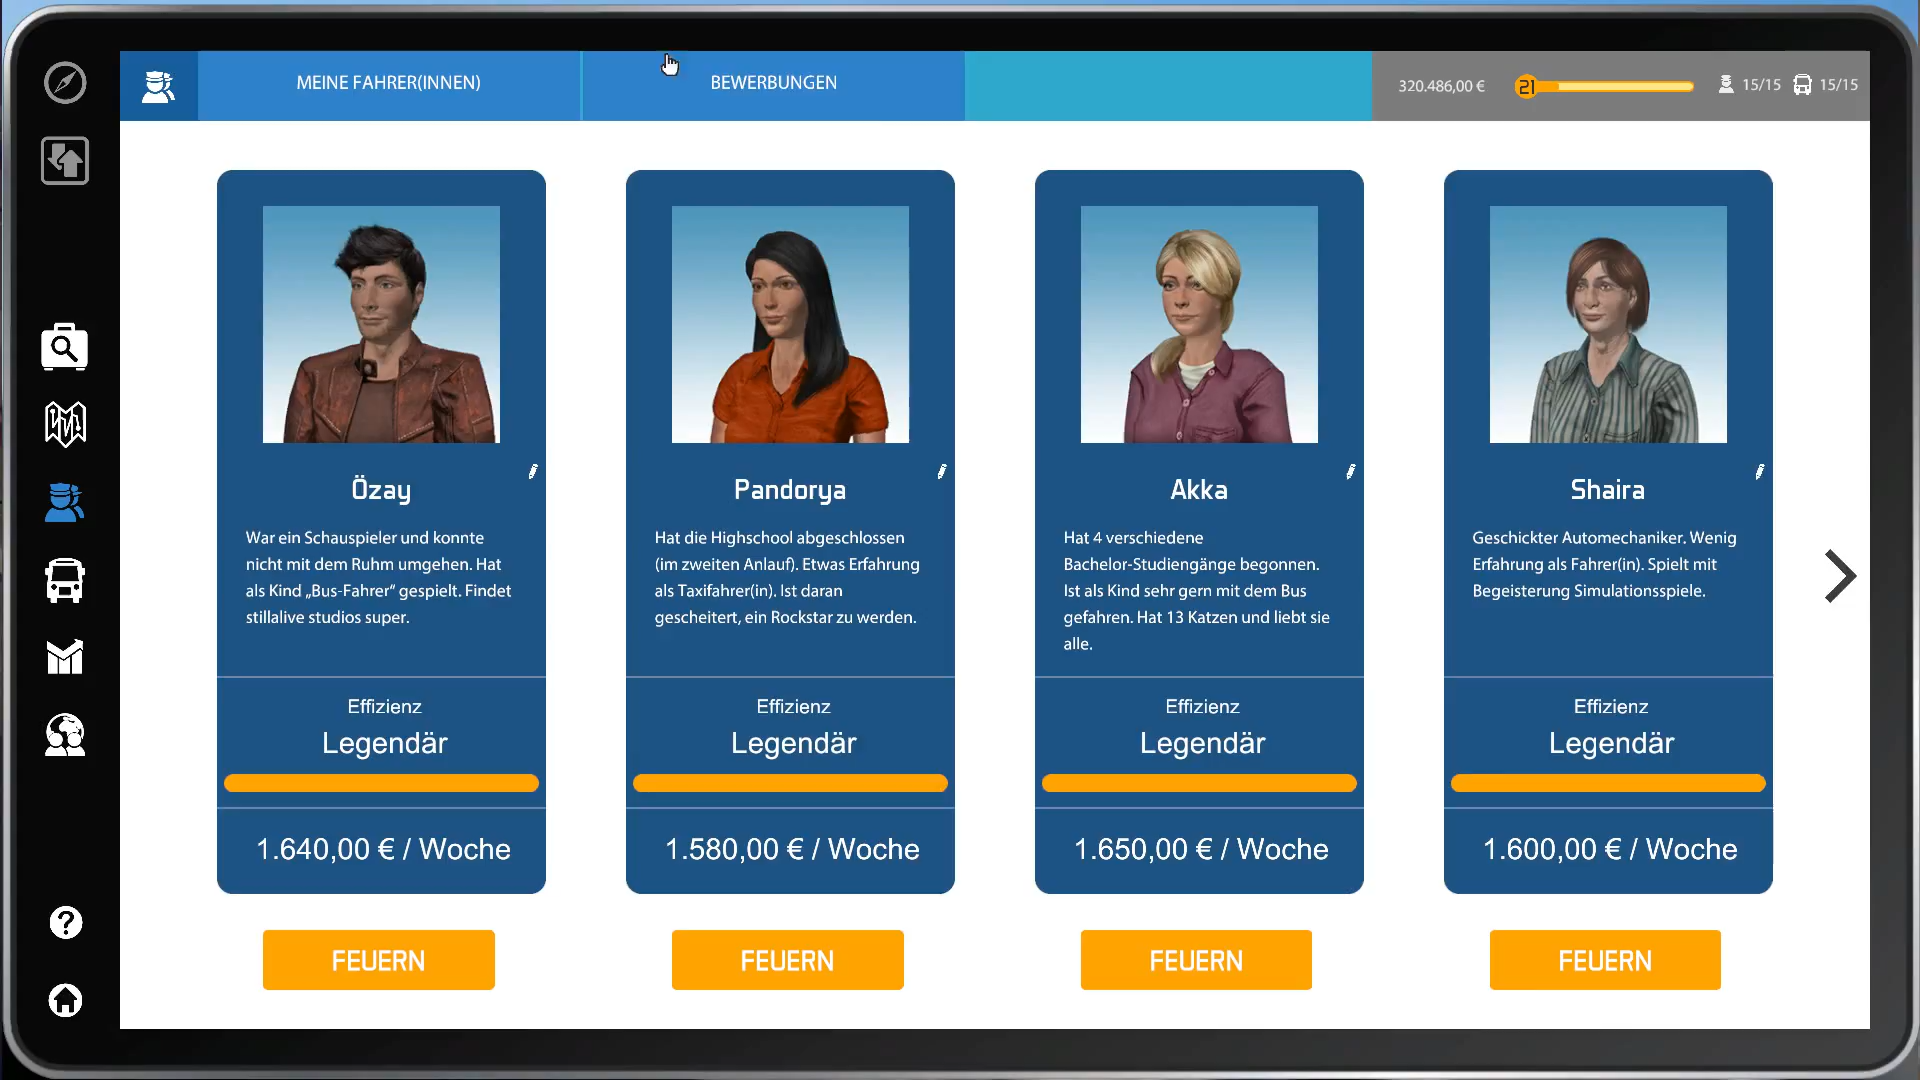 MEINE FAHRER(INNEN)
BEWERBUNGEN
320.486,00 €
21
15/15
15/15
Özay
War ein Schauspieler und konnte
nicht mit dem Ruhm umgehen. Hat
als Kind „Bus-Fahrer“ gespielt. Findet
stillalive studios super.
Effizienz
Legendär
1.640,00 € / Woche
FEUERN
Pandorya
Hat die Highschool abgeschlossen
(im zweiten Anlauf). Etwas Erfahrung
als Taxifahrer(in). Ist daran
gescheitert, ein Rockstar zu werden.
Effizienz
Legendär
1.580,00 € / Woche
FEUERN
Akka
Hat 4 verschiedene
Bachelor-Studiengänge begonnen.
Ist als Kind sehr gern mit dem Bus
gefahren. Hat 13 Katzen und liebt sie
alle.
Effizienz
Legendär
1.650,00 € / Woche
FEUERN
Shaira
Geschickter Automechaniker. Wenig
Erfahrung als Fahrer(in). Spielt mit
Begeisterung Simulationsspiele.
Effizienz
Legendär
1.600,00 € / Woche
FEUERN